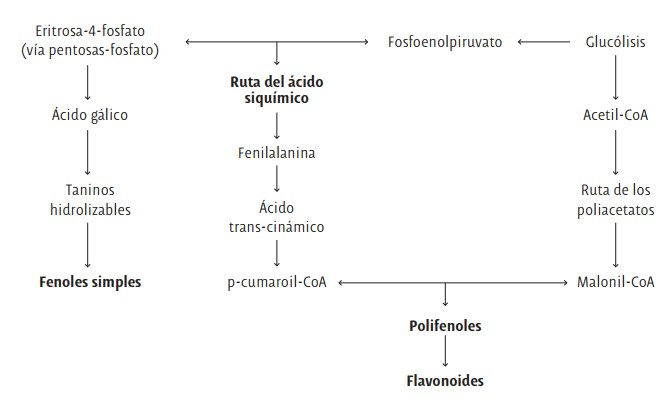 Eritrosa-4-fosfato
(vía pentosas-fosfato)
Fosfoenolpiruvato
Glucólisis
Ruta del ácido
siquímico
Ácido gálico
Acetil-CoA
Fenilalanina
Taninos
hidrolizables
Ácido
trans-cinámico
Ruta de los
poliacetatos
Fenoles simples
p-cumaroil-CoA
Malonil-CoA
Polifenoles
Flavonoides